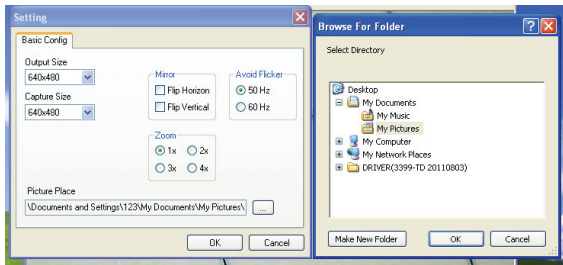 Setting
Basic Config
Output Size
640x480
Capture Size
640x480
Mirror
Flip Horizon
Flip Vertical
Avoid Flicker
50 Hz
60 Hz
Zoom
1x 2x
3x 4x
Picture Place
\Documents and Settings\123\My Documents\My Pictures\ ...
OK Cancel
Browse For Folder
Select Directory
Desktop
My Documents
My Music
My Pictures
My Computer
My Network Places
DRIVER(3399-TD 20110803)
Make New Folder OK Cancel